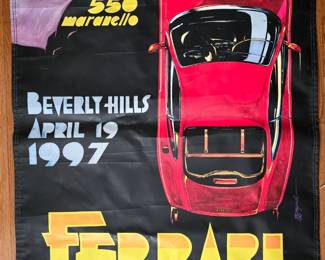 550
maranello
BEVERLY-HILLS
APRIL 19
1997
FERRARI